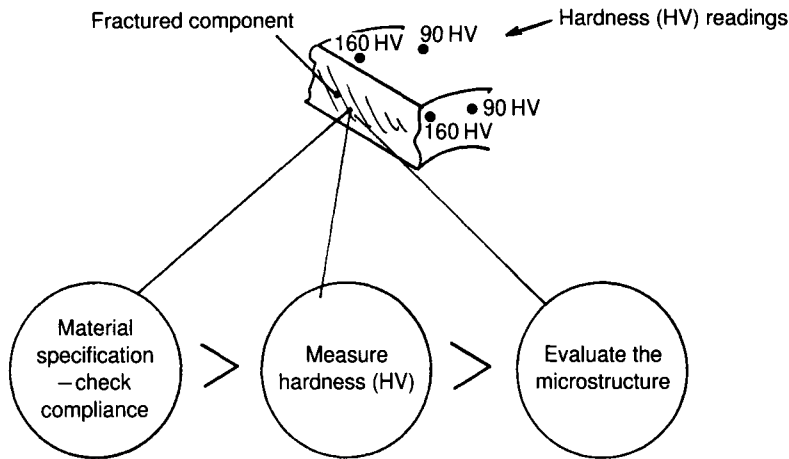 Fractured component
Hardness (HV) readings
160 HV
90 HV
90 HV
160 HV
Material
specification
–check
compliance
>
Measure
hardness (HV)
>
Evaluate the
microstructure